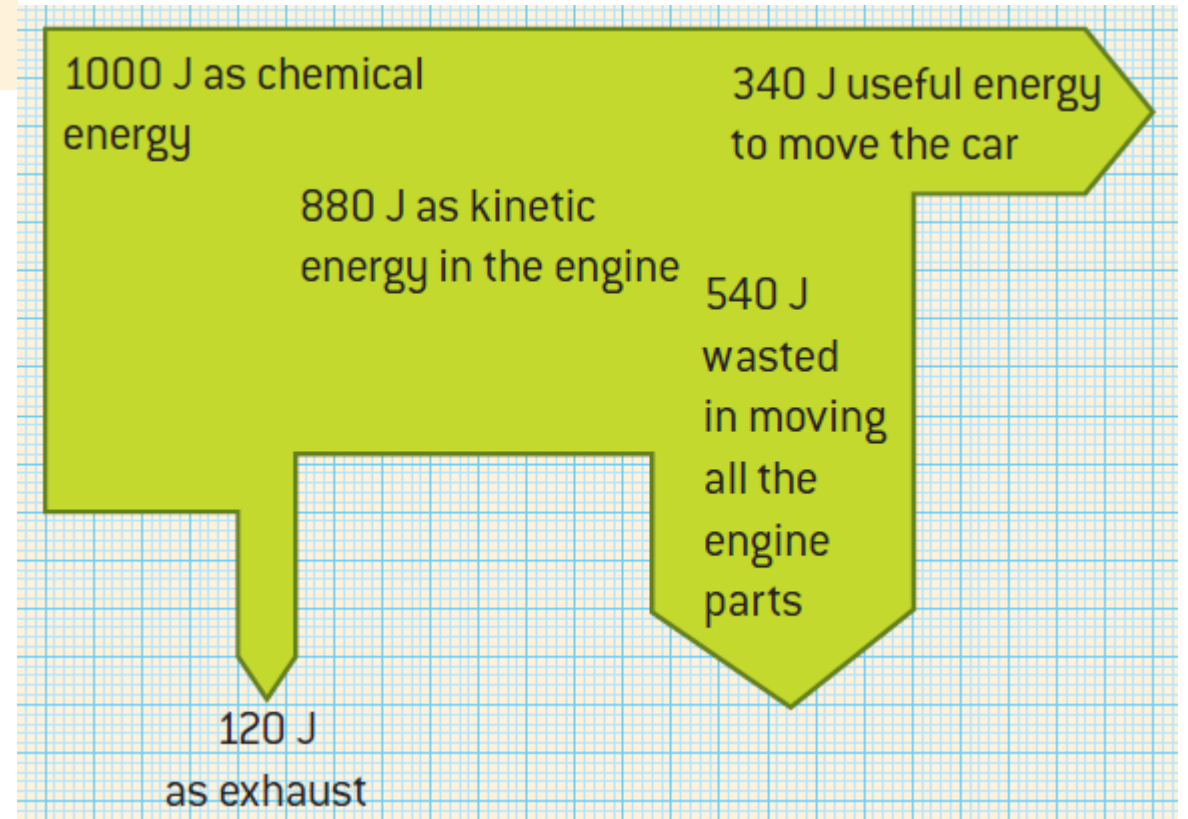 1000 J as chemical
energy
340 J useful energy
to move the car
880 J as kinetic
energy in the engine
540 J
wasted
in moving
all the
engine
parts
120 J
as exhaust